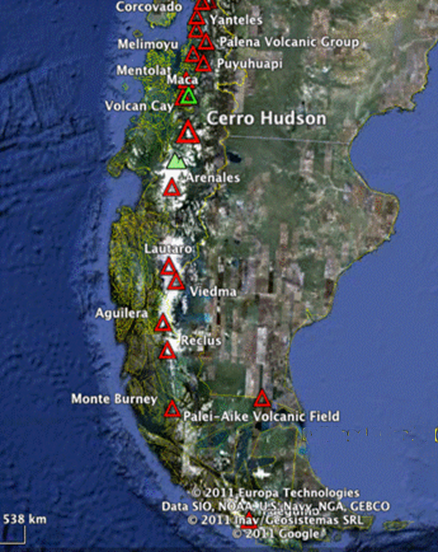 Corcovado
Yanteles
Melimoyu
Palena Volcanic Group
Puyuhuapi
Mentolat
Maca
Volcan Cay
Cerro Hudson
Arenales
Lautaro
Viedma
Aguilera
Reclus
Monte Burney
Palei-Aike Volcanic Field
© 2011 Europa Technologies
Data SIO, NOAA, U.S. Navy, NGA, GEBCO
© 2011 Inav/Geosistemas SRL
© 2011 Google
538 km